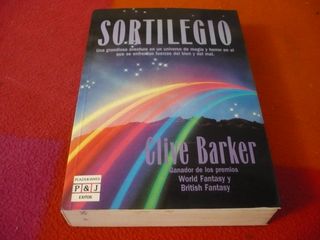 SORTILEGIO
Una grandiosa aventura en un universo de magia y horror en el
que se enfrentan fuerzas del bien y del mal.
Clive Barker
Ganador de los premios
World Fantasy y
British Fantasy
PLAZA & JANES
P & J
EXITOS